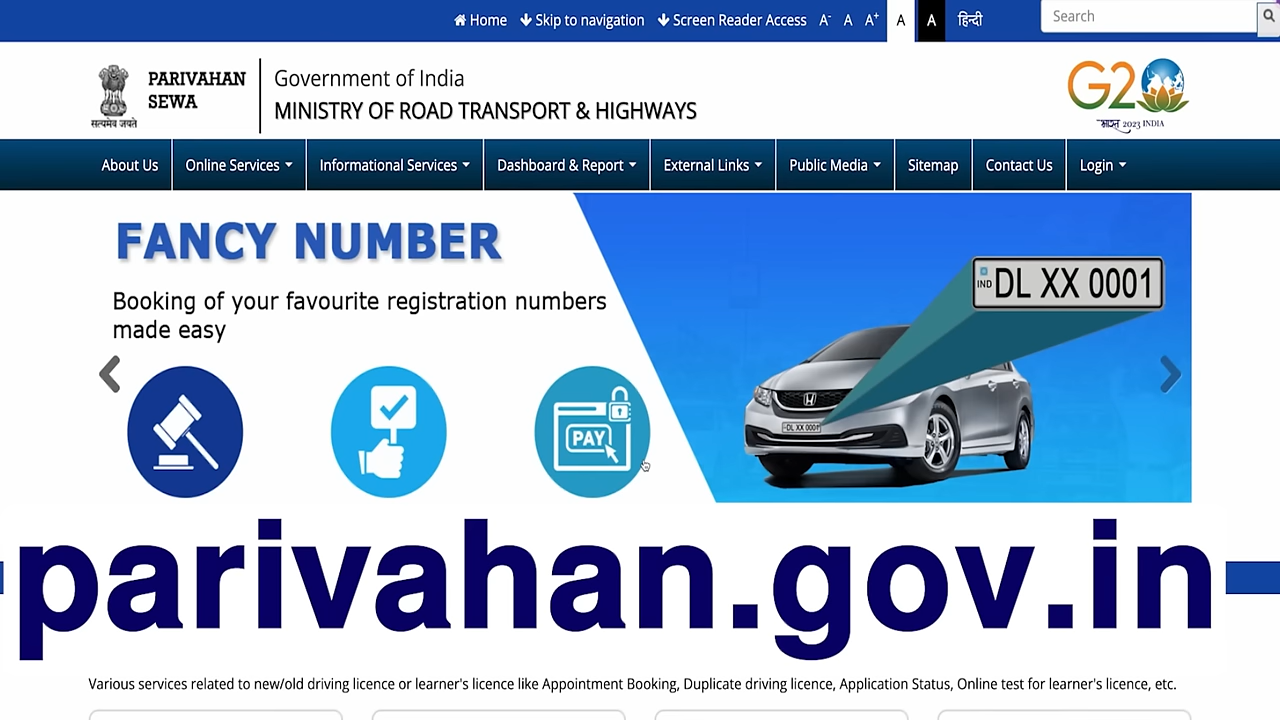 Home Skip to navigation Screen Reader Access A- A A+ A A हिन्दी Search
PARIVAHAN
SEWA
सत्यमेव जयते
Government of India
MINISTRY OF ROAD TRANSPORT & HIGHWAYS
G20
भारत 2023 INDIA
About Us Online Services Informational Services Dashboard & Report External Links Public Media Sitemap Contact Us Login
FANCY NUMBER
Booking of your favourite registration numbers
made easy
PAY
IND DL XX 0001
DL XX 0001
parivahan.gov.in
Various services related to new/old driving licence or learner's licence like Appointment Booking, Duplicate driving licence, Application Status, Online test for learner's licence, etc.